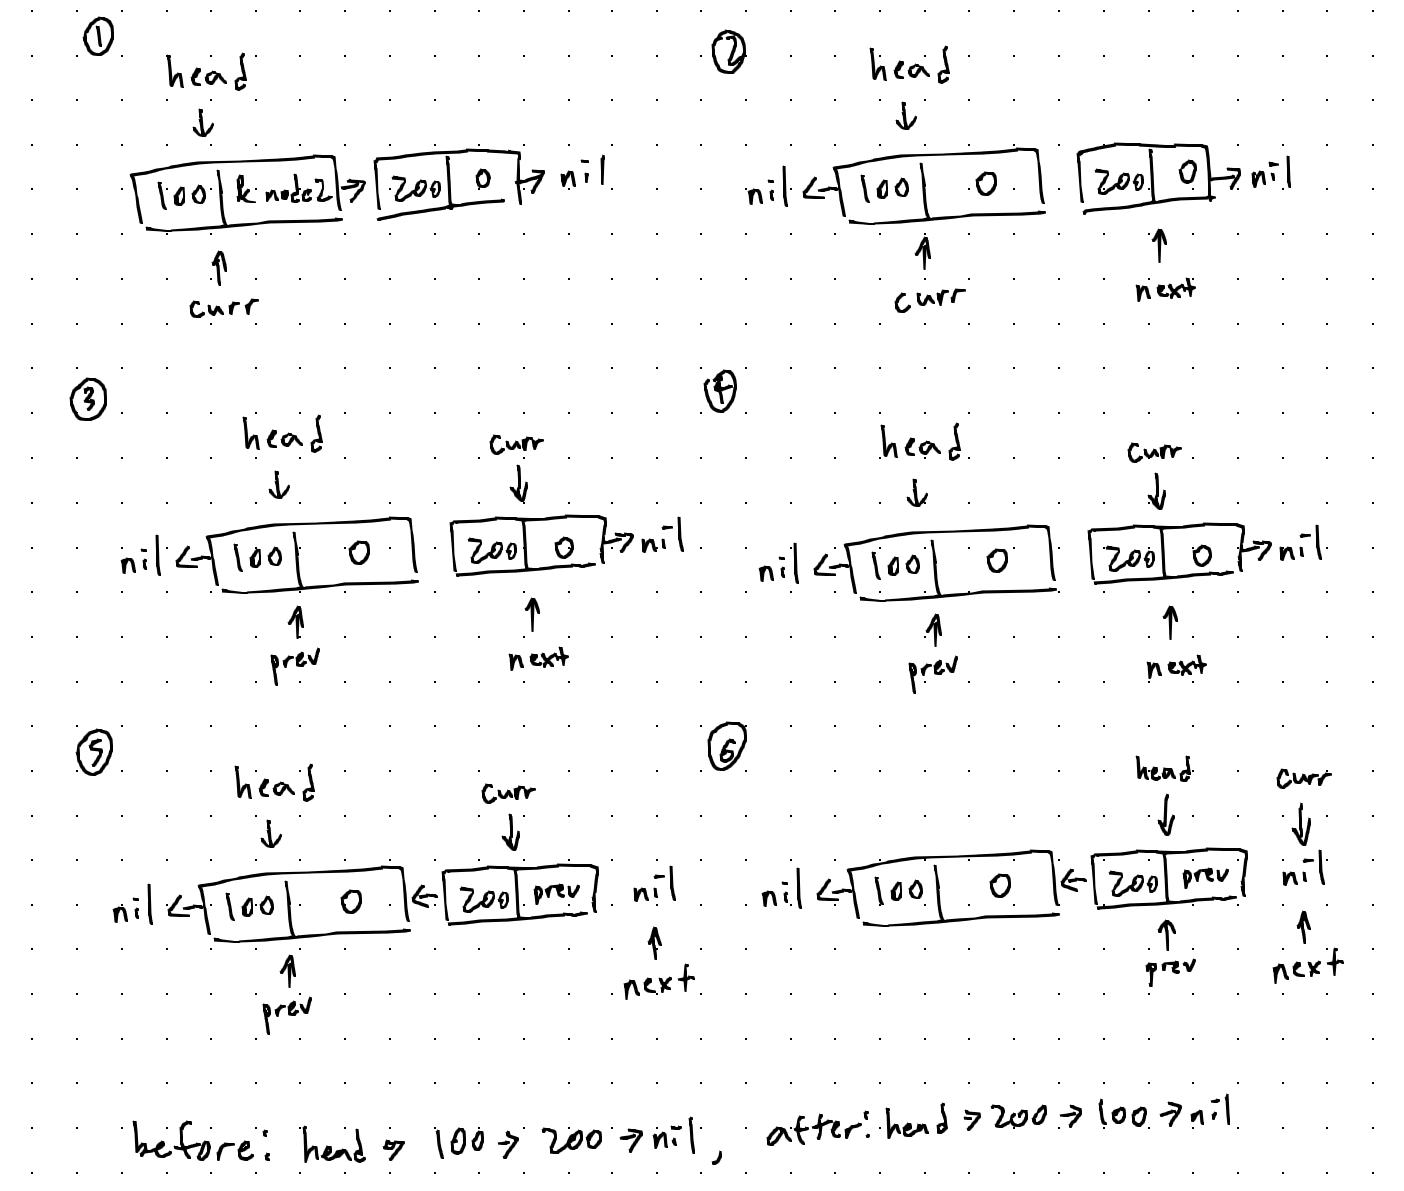 ①
head
100 & node2 → 200 0 → nil
curr
②
head
nil ← 100 0 200 0 → nil
curr next
③
head curr
nil ← 100 0 200 0 → nil
prev next
④
head curr
nil ← 100 0 200 0 → nil
prev next
⑤
head curr
nil ← 100 0 ← 200 prev nil
prev next
⑥
head curr
nil ← 100 0 ← 200 prev nil
prev next
before: head → 100 → 200 → nil, after: head → 200 → 100 → nil